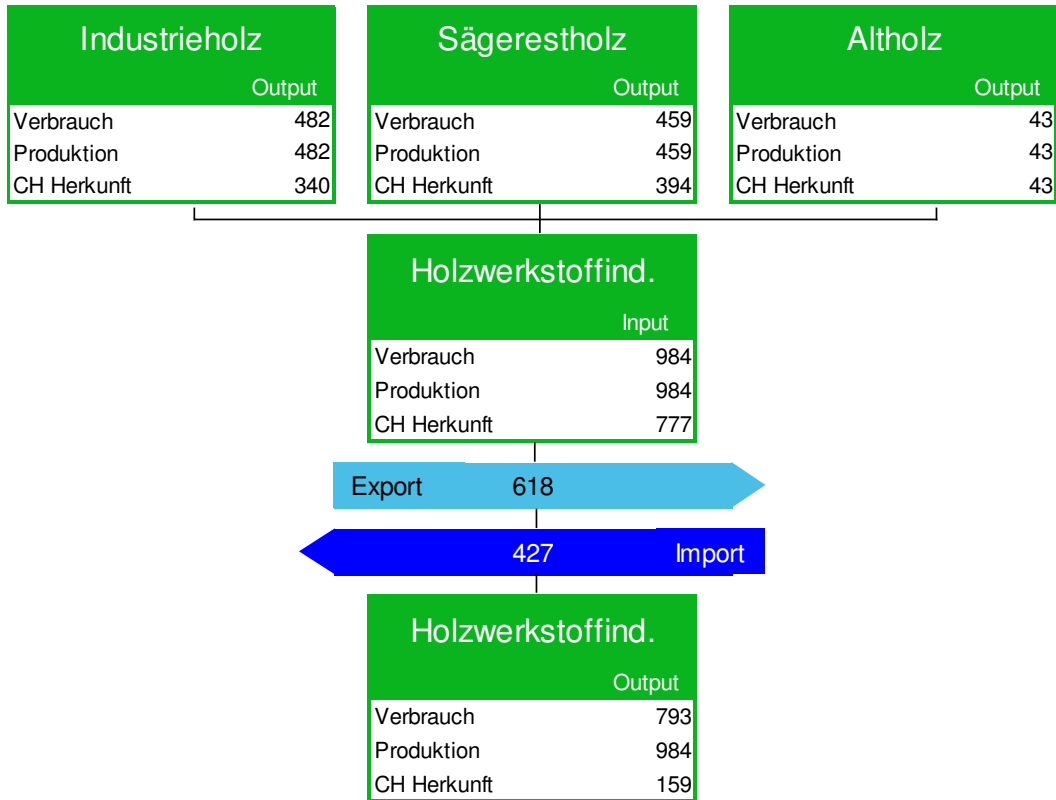 Industrieholz
Output
Verbrauch 482
Produktion 482
CH Herkunft 340
Sägerestholz
Output
Verbrauch 459
Produktion 459
CH Herkunft 394
Altholz
Output
Verbrauch 43
Produktion 43
CH Herkunft 43
Holzwerkstoffind.
Input
Verbrauch 984
Produktion 984
CH Herkunft 777
Export 618
427 Import
Holzwerkstoffind.
Output
Verbrauch 793
Produktion 984
CH Herkunft 159